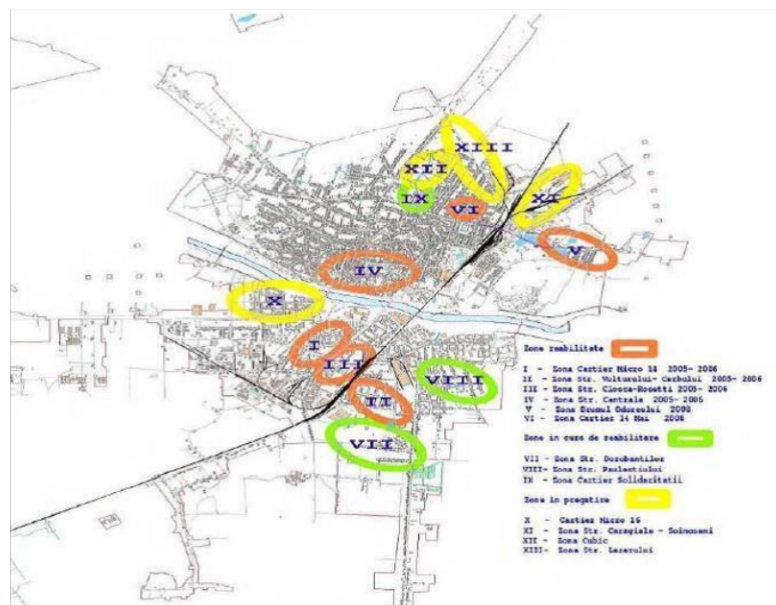 XIII
XII
IX
VI
XI
V
IV
X
I
III
VIII
II
VII
Zone reabilitate
I - Zona Cartier Micro 14 2005-2006
II - Zona Str. Vulturului- Cerbului 2005-2006
III - Zona Str. Closca-Rosetti 2005-2006
IV - Zona Str. Centrala 2005-2006
V - Zona Drumul Odoreului 2008
VI - Zona Cartier 14 Mai 2008
Zone in curs de reabilitare
VII - Zona Str. Dorobantilor
VIII- Zona Str. Paulestiului
IX - Zona Cartier Solidaritatii
Zone in pregatire
X - Cartier Micro 16
XI - Zona Str. Caragiale - Soimoseni
XII - Zona Cubic
XIII- Zona Str. Lazarului